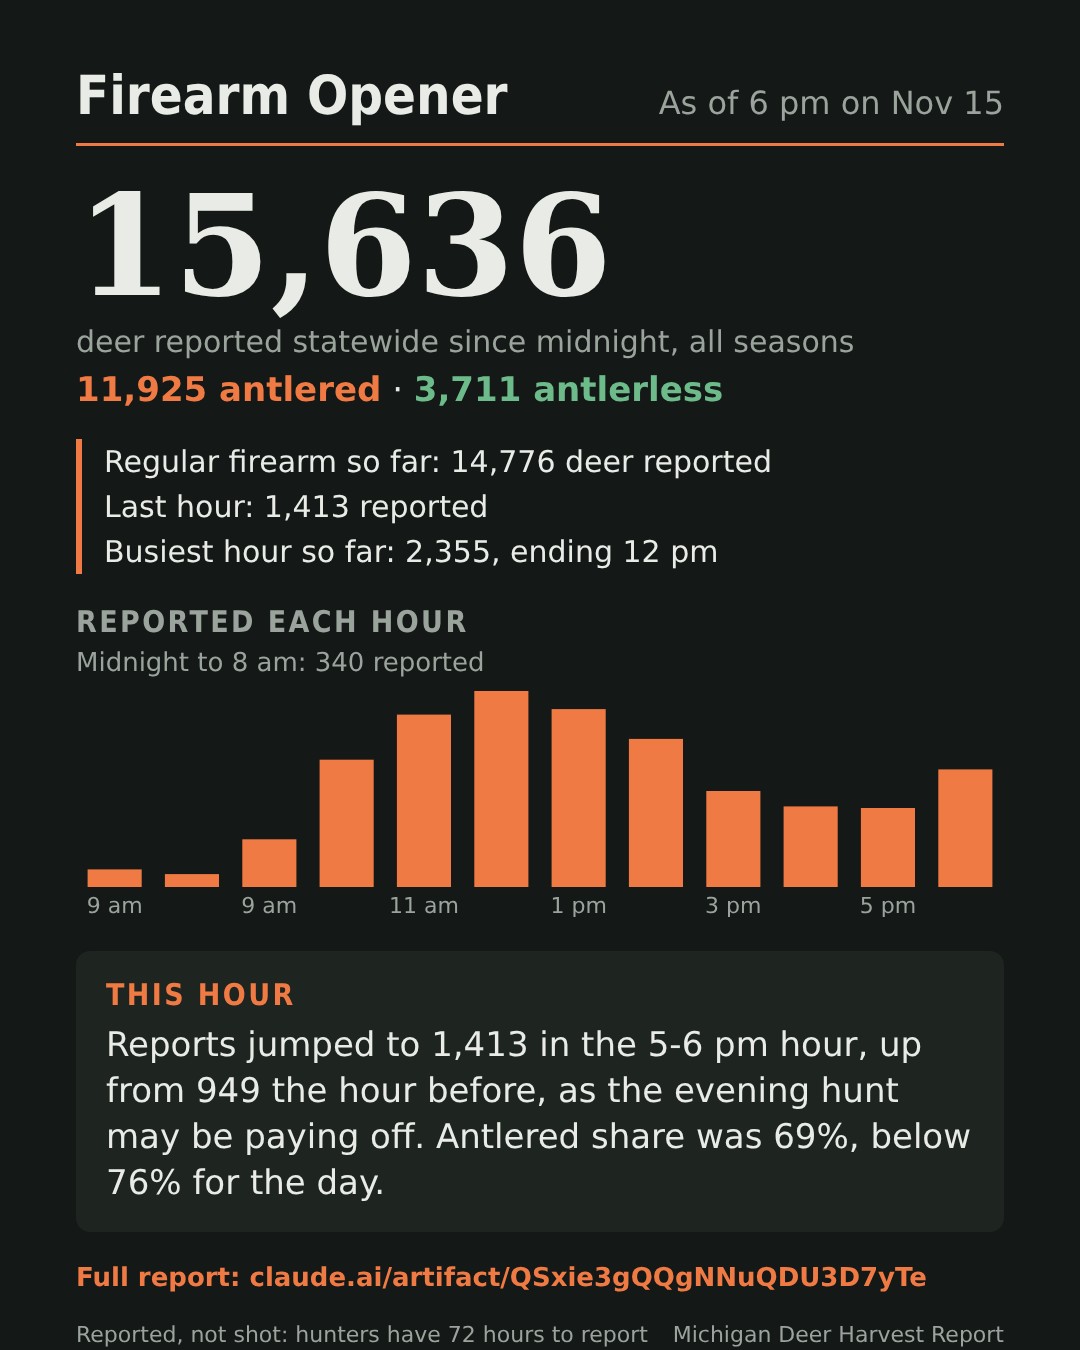 Firearm Opener
As of 6 pm on Nov 15
15,636
deer reported statewide since midnight, all seasons
11,925 antlered · 3,711 antlerless
Regular firearm so far: 14,776 deer reported
Last hour: 1,413 reported
Busiest hour so far: 2,355, ending 12 pm
REPORTED EACH HOUR
Midnight to 8 am: 340 reported
9 am 9 am 11 am 1 pm 3 pm 5 pm
THIS HOUR
Reports jumped to 1,413 in the 5-6 pm hour, up
from 949 the hour before, as the evening hunt
may be paying off. Antlered share was 69%, below
76% for the day.
Full report: claude.ai/artifact/QSxie3gQQgNNuQDU3D7yTe
Reported, not shot: hunters have 72 hours to report
Michigan Deer Harvest Report